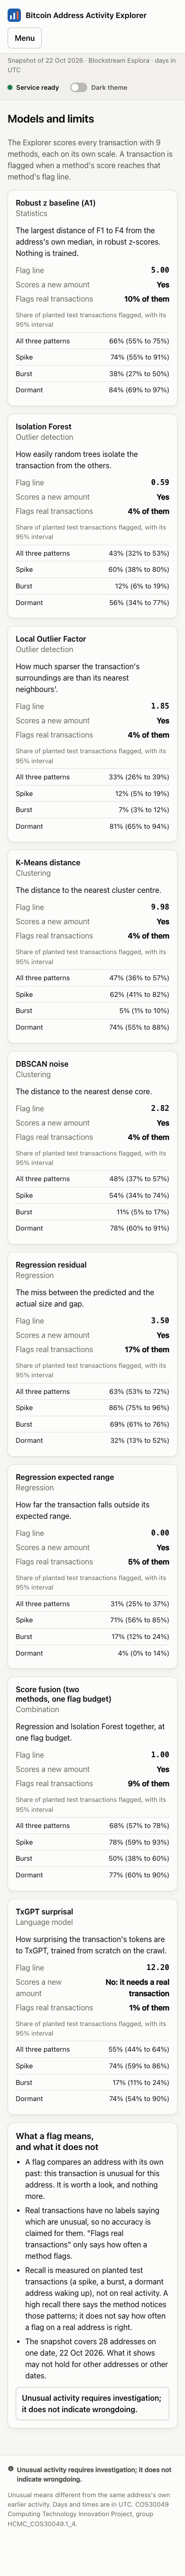 Bitcoin Address Activity Explorer
Menu
Snapshot of 22 Oct 2026 · Blockstream Esplora · days in
UTC
Service ready
Dark theme
Models and limits
The Explorer scores every transaction with 9
methods, each on its own scale. A transaction is
flagged when a method's score reaches that
method's flag line.
Robust z baseline (A1)
Statistics
The largest distance of F1 to F4 from the
address's own median, in robust z-scores.
Nothing is trained.
Flag line 5.00
Scores a new amount Yes
Flags real transactions 10% of them
Share of planted test transactions flagged, with its
95% interval
All three patterns 66% (55% to 75%)
Spike 74% (55% to 91%)
Burst 38% (27% to 50%)
Dormant 84% (69% to 97%)
Isolation Forest
Outlier detection
How easily random trees isolate the
transaction from the others.
Flag line 0.59
Scores a new amount Yes
Flags real transactions 4% of them
Share of planted test transactions flagged, with its
95% interval
All three patterns 43% (32% to 53%)
Spike 60% (38% to 80%)
Burst 12% (6% to 19%)
Dormant 56% (34% to 77%)
Local Outlier Factor
Outlier detection
How much sparser the transaction's
surroundings are than its nearest
neighbours'.
Flag line 1.85
Scores a new amount Yes
Flags real transactions 4% of them
Share of planted test transactions flagged, with its
95% interval
All three patterns 33% (26% to 39%)
Spike 12% (5% to 19%)
Burst 7% (3% to 12%)
Dormant 81% (65% to 94%)
K-Means distance
Clustering
The distance to the nearest cluster centre.
Flag line 9.98
Scores a new amount Yes
Flags real transactions 4% of them
Share of planted test transactions flagged, with its
95% interval
All three patterns 47% (36% to 57%)
Spike 62% (41% to 82%)
Burst 5% (1% to 10%)
Dormant 74% (55% to 88%)
DBSCAN noise
Clustering
The distance to the nearest dense core.
Flag line 2.82
Scores a new amount Yes
Flags real transactions 4% of them
Share of planted test transactions flagged, with its
95% interval
All three patterns 48% (37% to 57%)
Spike 54% (34% to 74%)
Burst 11% (5% to 17%)
Dormant 78% (60% to 91%)
Regression residual
Regression
The miss between the predicted and the
actual size and gap.
Flag line 3.50
Scores a new amount Yes
Flags real transactions 17% of them
Share of planted test transactions flagged, with its
95% interval
All three patterns 63% (53% to 72%)
Spike 86% (75% to 96%)
Burst 69% (61% to 76%)
Dormant 32% (13% to 52%)
Regression expected range
Regression
How far the transaction falls outside its
expected range.
Flag line 0.00
Scores a new amount Yes
Flags real transactions 5% of them
Share of planted test transactions flagged, with its
95% interval
All three patterns 31% (25% to 37%)
Spike 71% (56% to 85%)
Burst 17% (12% to 24%)
Dormant 4% (0% to 14%)
Score fusion (two
methods, one flag budget)
Combination
Regression and Isolation Forest together, at
one flag budget.
Flag line 1.00
Scores a new amount Yes
Flags real transactions 9% of them
Share of planted test transactions flagged, with its
95% interval
All three patterns 68% (57% to 78%)
Spike 78% (59% to 93%)
Burst 50% (38% to 60%)
Dormant 77% (60% to 90%)
TxGPT surprisal
Language model
How surprising the transaction's tokens are
to TxGPT, trained from scratch on the crawl.
Flag line 12.20
Scores a new No: it needs a real
amount transaction
Flags real transactions 1% of them
Share of planted test transactions flagged, with its
95% interval
All three patterns 55% (44% to 64%)
Spike 74% (59% to 86%)
Burst 17% (11% to 24%)
Dormant 74% (54% to 90%)
What a flag means,
and what it does not
• A flag compares an address with its own
past: this transaction is unusual for this
address. It is worth a look, and nothing
more.
• Real transactions have no labels saying
which are unusual, so no accuracy is
claimed for them. "Flags real
transactions" only says how often a
method flags.
• Recall is measured on planted test
transactions (a spike, a burst, a dormant
address waking up), not on real activity. A
high recall there says the method notices
those patterns; it does not say how often
a flag on a real address is right.
• The snapshot covers 28 addresses on
one date, 22 Oct 2026. What it shows
may not hold for other addresses or other
dates.
Unusual activity requires investigation;
it does not indicate wrongdoing.
Unusual activity requires investigation; it does not
indicate wrongdoing.
Unusual means different from the same address's own
earlier activity. Days and times are in UTC. COS30049
Computing Technology Innovation Project, group
HCMC_COS30049.1_4.